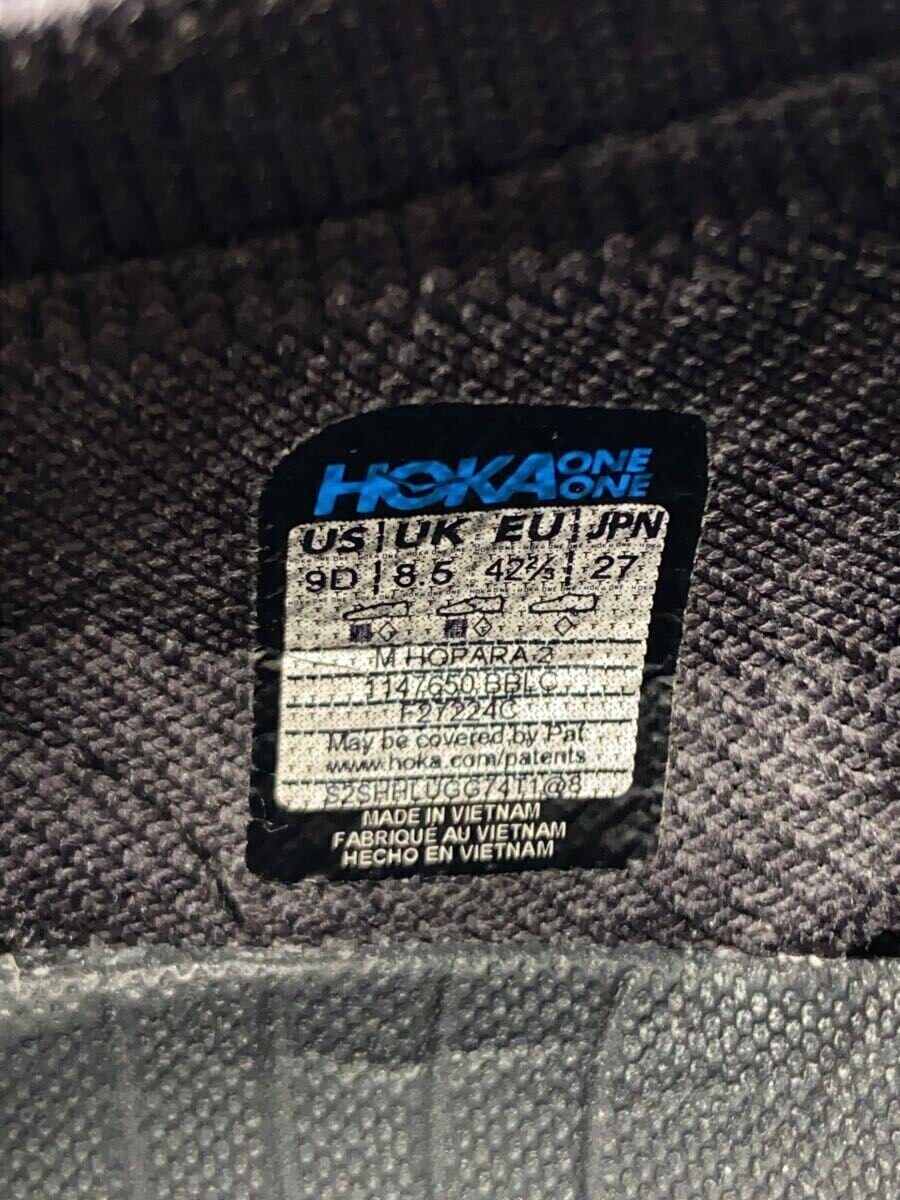 HOKA ONE ONE
US | UK EU | JPN
9D | 8.5 42⅔ | 27
M HOPARA 2
1147650 BBLC
F27224C
May be covered by Pat.
www.hoka.com/patents
MADE IN VIETNAM
FABRIQUE AU VIETNAM
HECHO EN VIETNAM